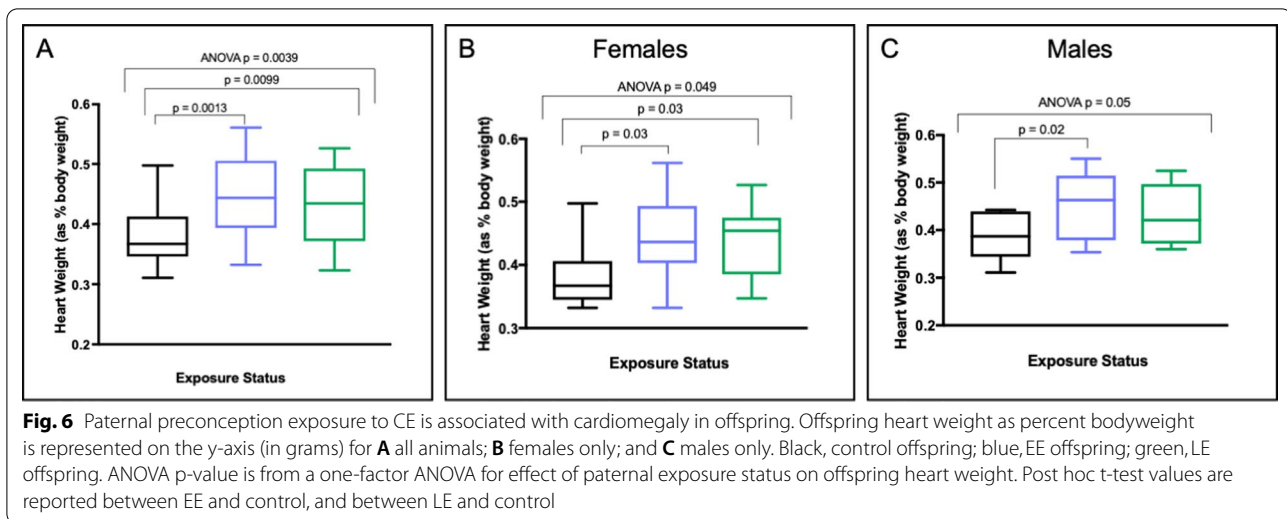 A
ANOVA p = 0.0039
p = 0.0099
p = 0.0013
Heart Weight (as % body weight)
0.6
0.5
0.4
0.3
0.2
Exposure Status
B
Females
ANOVA p = 0.049
p = 0.03
p = 0.03
Heart Weight (as % body weight)
0.6
0.5
0.4
0.3
Exposure Status
C
Males
ANOVA p = 0.05
p = 0.02
Heart Weight (as % body weight)
0.6
0.5
0.4
0.3
0.2
Exposure Status
Fig. 6 Paternal preconception exposure to CE is associated with cardiomegaly in offspring. Offspring heart weight as percent bodyweight
is represented on the y-axis (in grams) for A all animals; B females only; and C males only. Black, control offspring; blue, EE offspring; green, LE
offspring. ANOVA p-value is from a one-factor ANOVA for effect of paternal exposure status on offspring heart weight. Post hoc t-test values are
reported between EE and control, and between LE and control